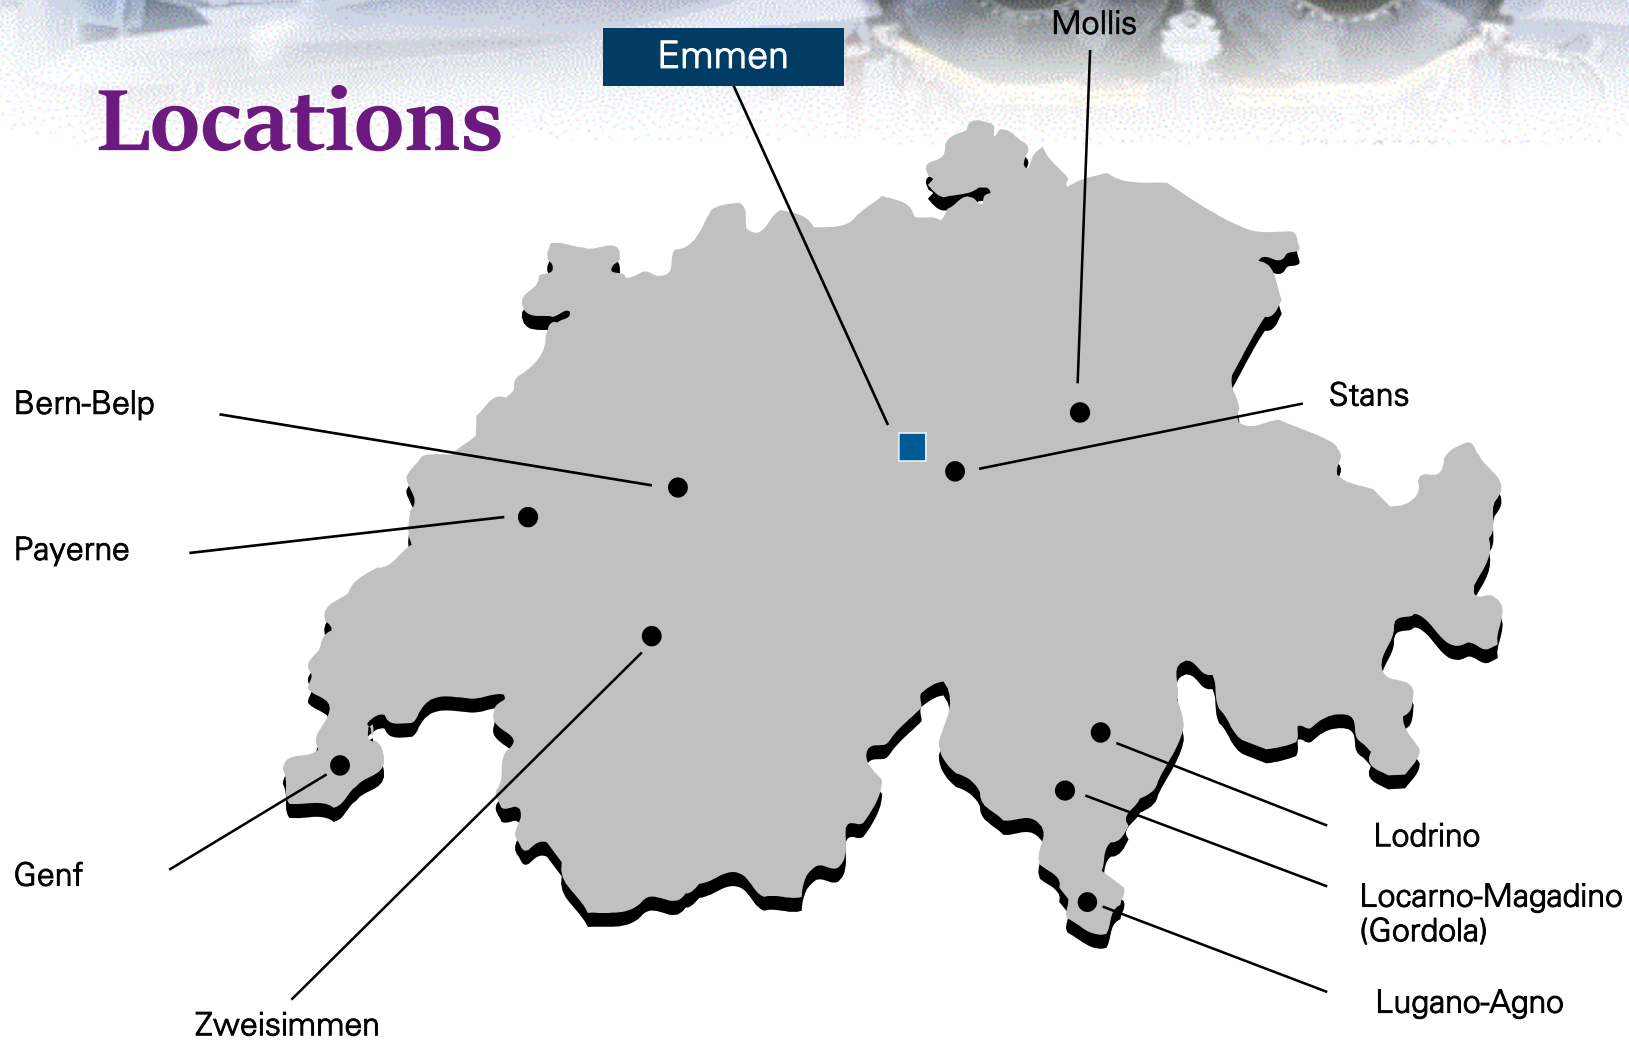 Mollis
Emmen
Locations
Bern-Belp
Stans
Payerne
Lodrino
Genf
Locarno-Magadino
(Gordola)
Lugano-Agno
Zweisimmen